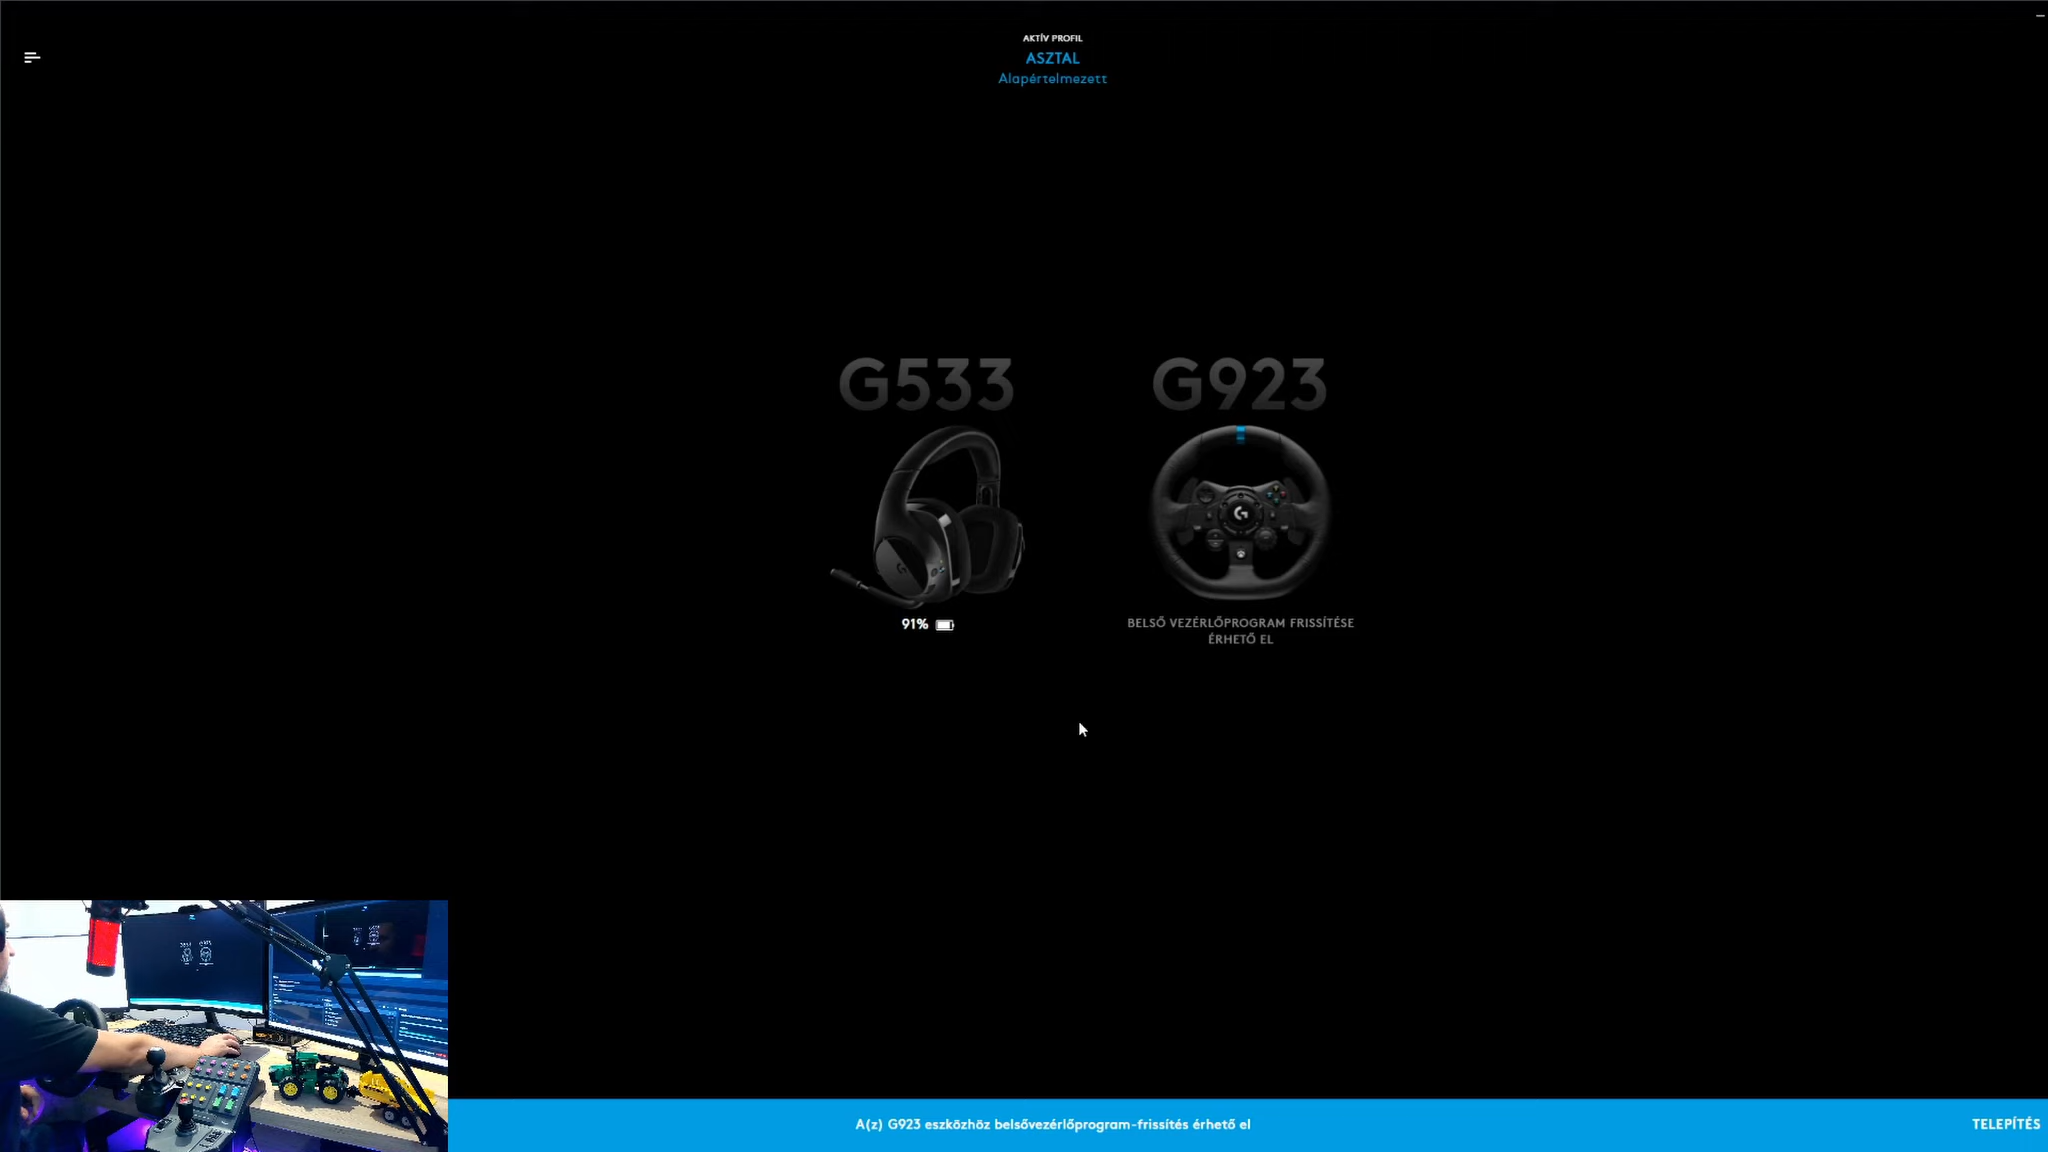 AKTÍV PROFIL
ASZTAL
Alapértelmezett
G533
G923
91%
BELSŐ VEZÉRLŐPROGRAM FRISSÍTÉSE
ÉRHETŐ EL
A(z) G923 eszközhöz belsővezérlőprogram-frissítés érhető el
TELEPÍTÉS